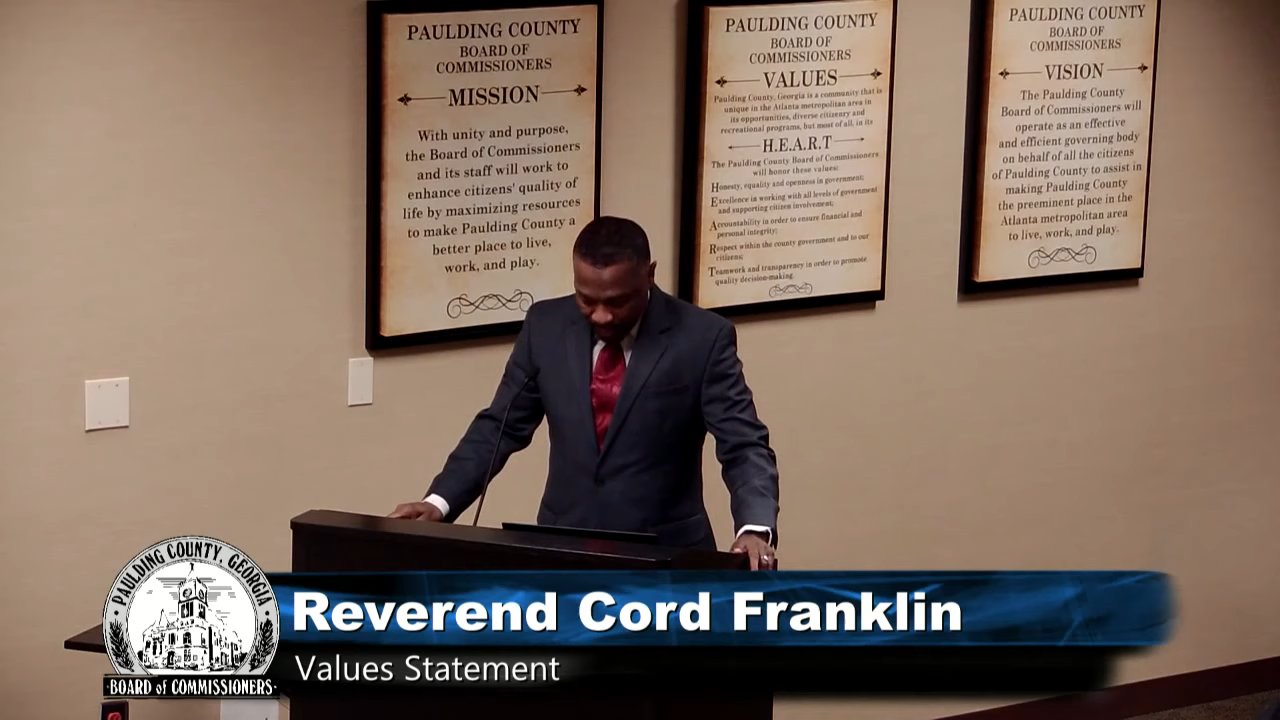 PAULDING COUNTY
BOARD OF
COMMISSIONERS
MISSION
With unity and purpose,
the Board of Commissioners
and its staff will work to
enhance citizens' quality of
life by maximizing resources
to make Paulding County a
better place to live,
work, and play.
PAULDING COUNTY
BOARD OF
COMMISSIONERS
VALUES
Paulding County, Georgia is a community that is
unique in the Atlanta metropolitan area in
its opportunities, diverse citizenry and
recreational programs, but most of all, in its
H.E.A.R.T
The Paulding County Board of Commissioners
will honor these values:
Honesty, equality and openness in government;
Excellence in working with all levels of government
and supporting citizen involvement;
Accountability in order to ensure financial and
personal integrity;
Respect within the county government and to our
citizens;
Teamwork and transparency in order to promote
quality decision-making.
PAULDING COUNTY
BOARD OF
COMMISSIONERS
VISION
The Paulding County
Board of Commissioners will
operate as an effective
and efficient governing body
on behalf of all the citizens
of Paulding County to assist in
making Paulding County
the preeminent place in the
Atlanta metropolitan area
to live, work, and play.
PAULDING COUNTY, GEORGIA
BOARD of COMMISSIONERS
Reverend Cord Franklin
Values Statement